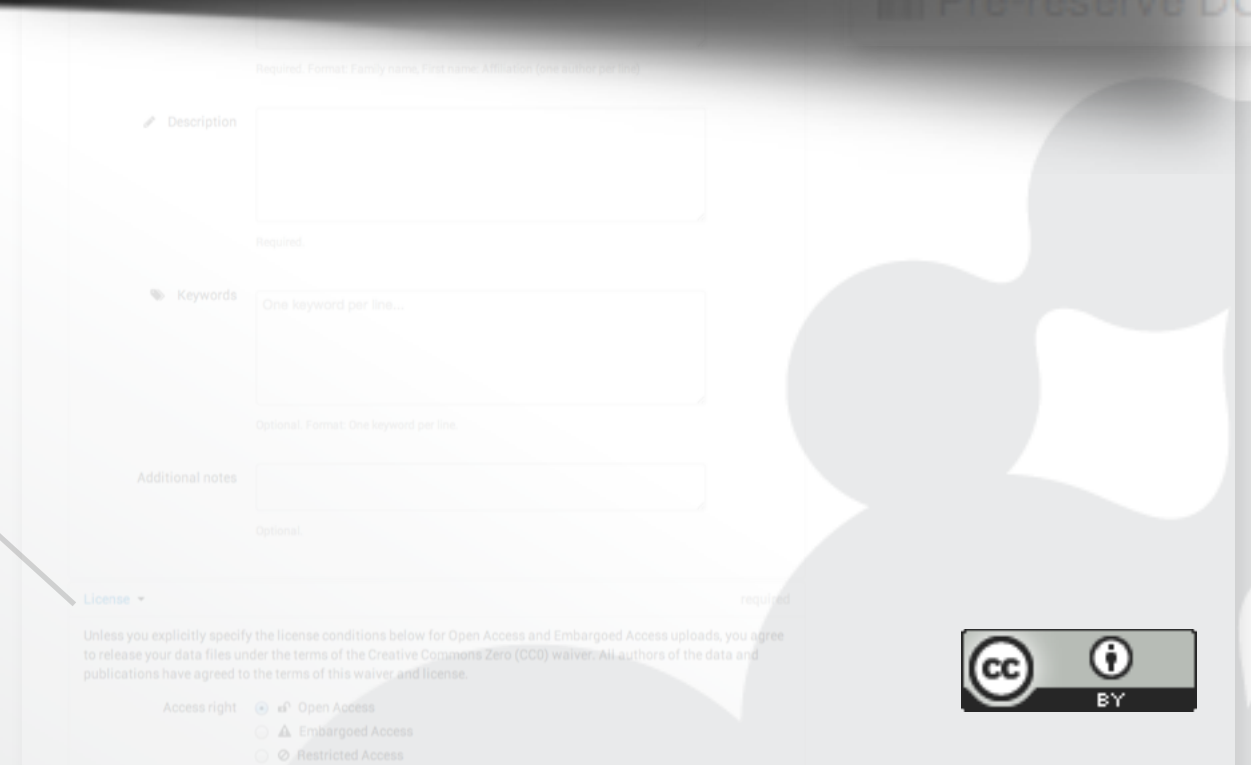 Pre-reserve
Required. Format: Family name, First name: Affiliation (one author per line)
Description
Required.
Keywords
One keyword per line...
Optional. Format: One keyword per line.
Additional notes
Optional.
License
required
Unless you explicitly specify the license conditions below for Open Access and Embargoed Access uploads, you agree
to release your data files under the terms of the Creative Commons Zero (CC0) waiver. All authors of the data and
publications have agreed to the terms of this waiver and license.
Access right
Open Access
Embargoed Access
Restricted Access
cc
BY